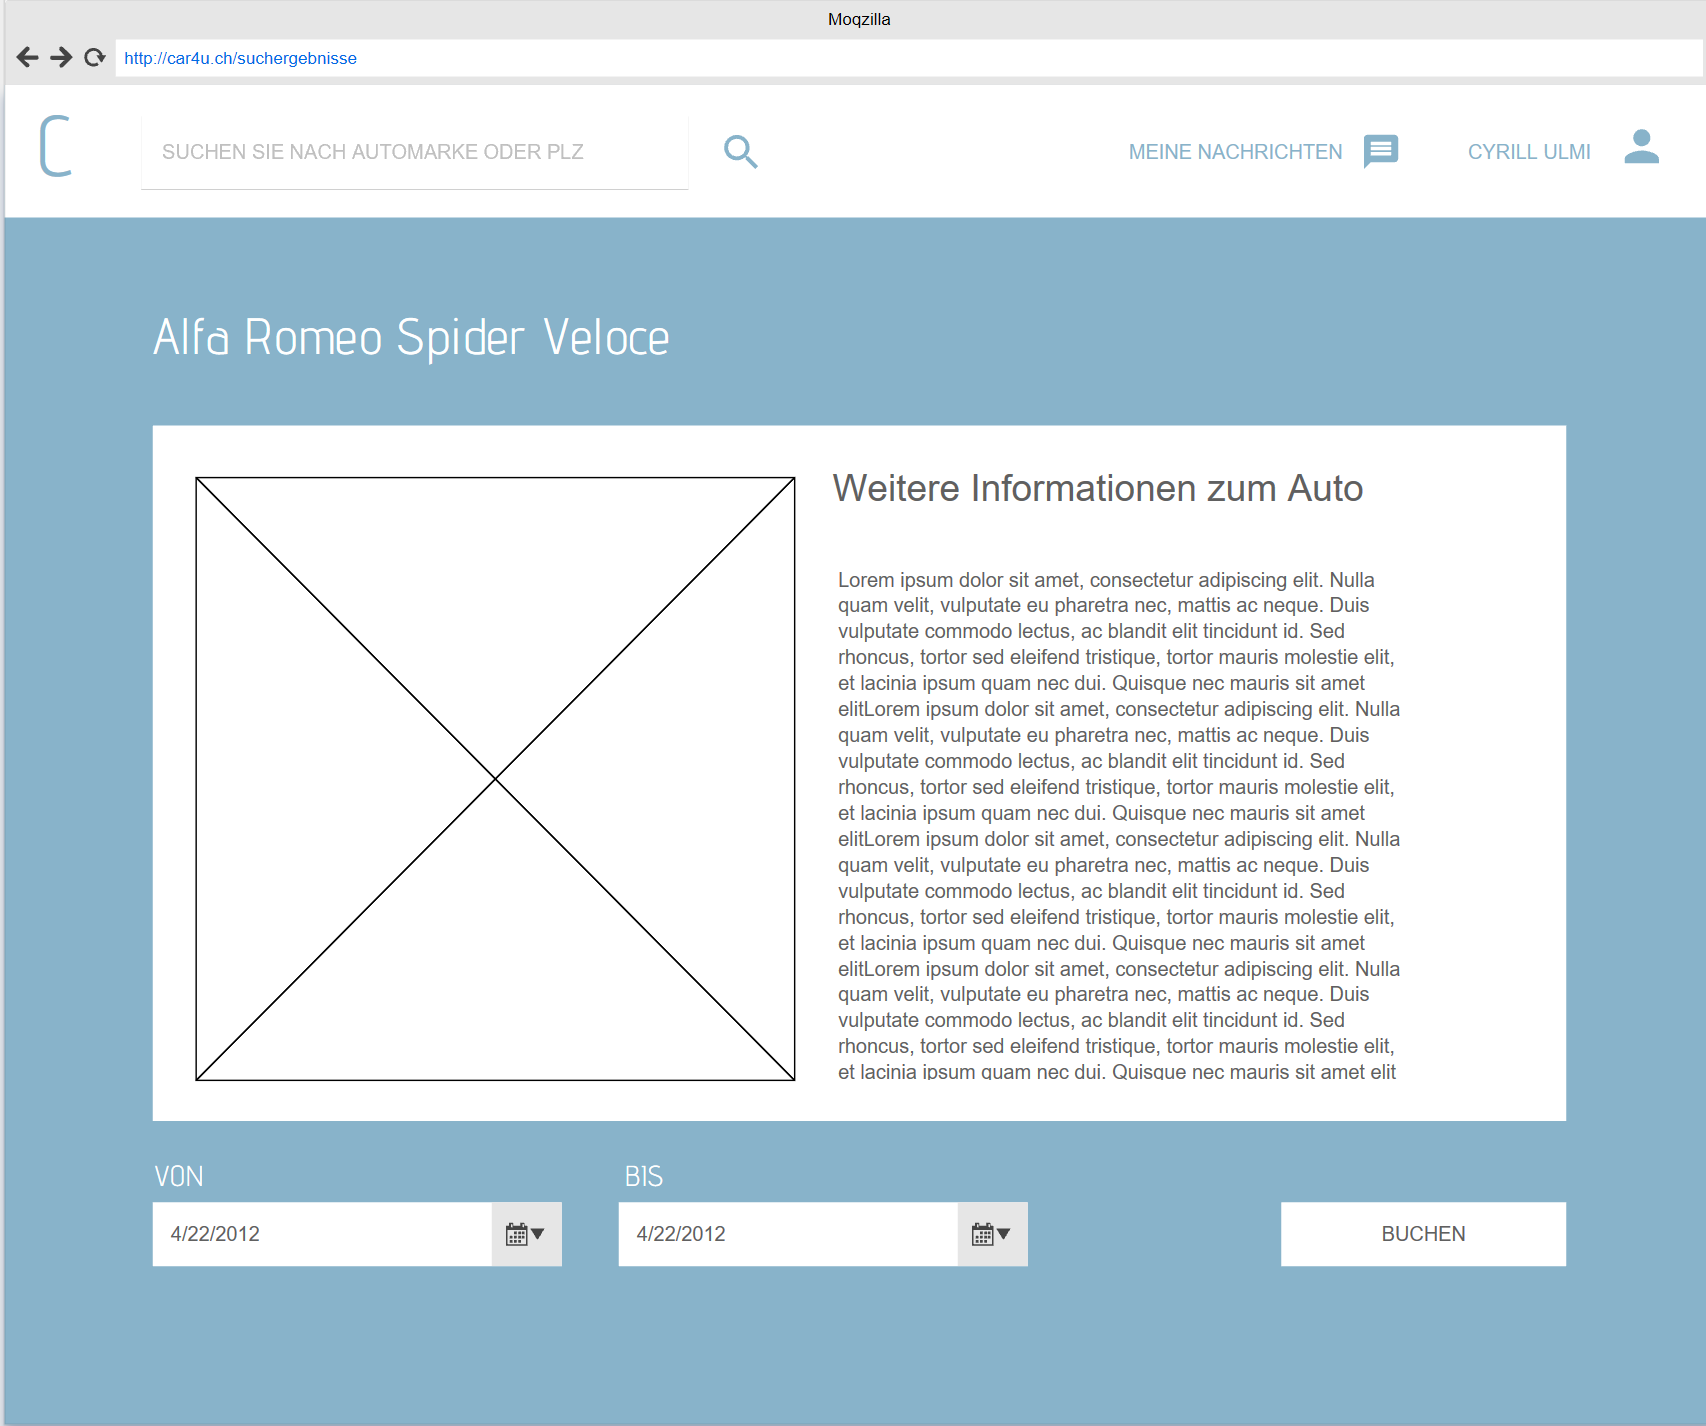 Moqzilla
http://car4u.ch/suchergebnisse
C
SUCHEN SIE NACH AUTOMARKE ODER PLZ
MEINE NACHRICHTEN
CYRILL ULMI
Alfa Romeo Spider Veloce
Weitere Informationen zum Auto
Lorem ipsum dolor sit amet, consectetur adipiscing elit. Nulla
quam velit, vulputate eu pharetra nec, mattis ac neque. Duis
vulputate commodo lectus, ac blandit elit tincidunt id. Sed
rhoncus, tortor sed eleifend tristique, tortor mauris molestie elit,
et lacinia ipsum quam nec dui. Quisque nec mauris sit amet
elitLorem ipsum dolor sit amet, consectetur adipiscing elit. Nulla
quam velit, vulputate eu pharetra nec, mattis ac neque. Duis
vulputate commodo lectus, ac blandit elit tincidunt id. Sed
rhoncus, tortor sed eleifend tristique, tortor mauris molestie elit,
et lacinia ipsum quam nec dui. Quisque nec mauris sit amet
elitLorem ipsum dolor sit amet, consectetur adipiscing elit. Nulla
quam velit, vulputate eu pharetra nec, mattis ac neque. Duis
vulputate commodo lectus, ac blandit elit tincidunt id. Sed
rhoncus, tortor sed eleifend tristique, tortor mauris molestie elit,
et lacinia ipsum quam nec dui. Quisque nec mauris sit amet
elitLorem ipsum dolor sit amet, consectetur adipiscing elit. Nulla
quam velit, vulputate eu pharetra nec, mattis ac neque. Duis
vulputate commodo lectus, ac blandit elit tincidunt id. Sed
rhoncus, tortor sed eleifend tristique, tortor mauris molestie elit,
et lacinia ipsum quam nec dui. Quisque nec mauris sit amet elit
VON
BIS
4/22/2012
4/22/2012
BUCHEN